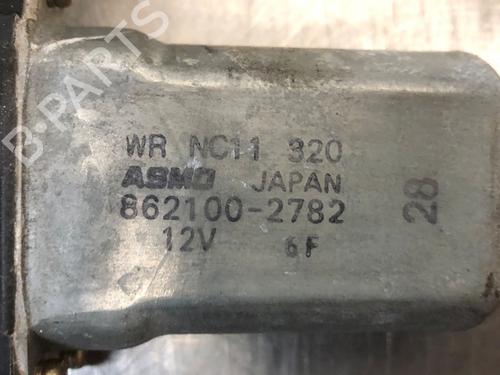 WR NC11 320
ASMO JAPAN
862100-2782
12V 6F
28
B-PARTS